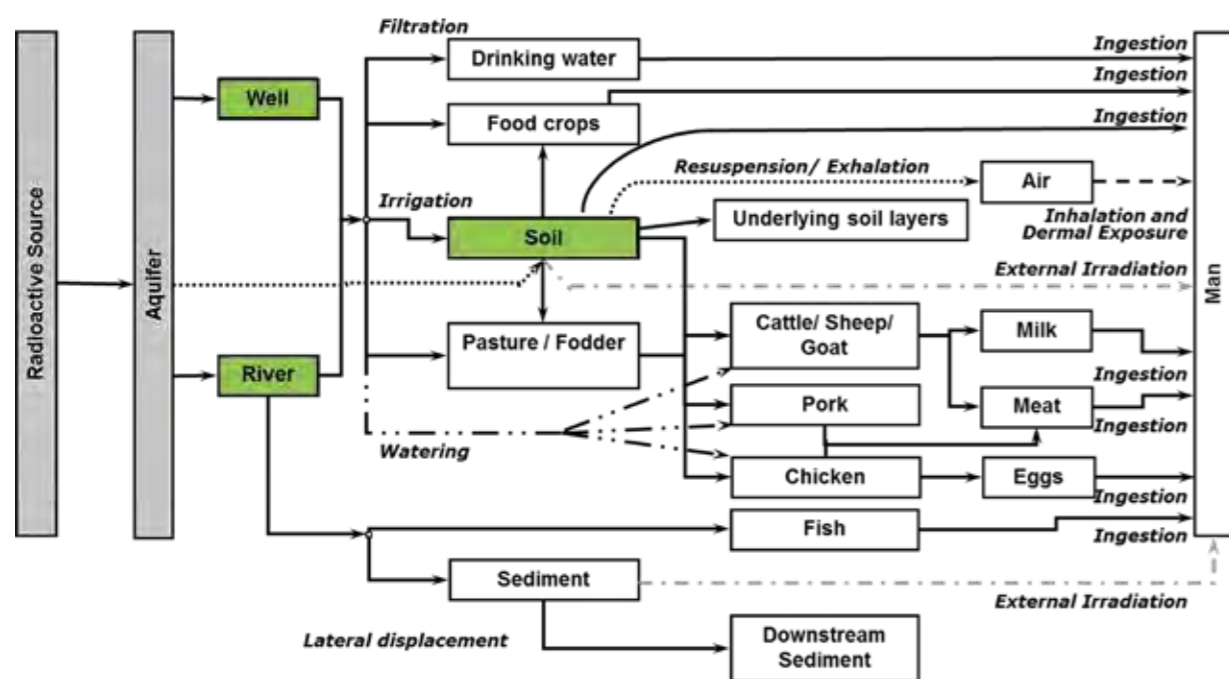 Radioactive Source
Aquifer
Well
River
Filtration
Drinking water
Food crops
Irrigation
Soil
Pasture / Fodder
Watering
Resuspension/ Exhalation
Air
Underlying soil layers
Inhalation and
Dermal Exposure
External Irradiation
Cattle/ Sheep/
Goat
Pork
Chicken
Milk
Meat
Eggs
Fish
Sediment
Lateral displacement
Downstream
Sediment
Ingestion
Ingestion
Ingestion
Ingestion
Ingestion
Ingestion
Ingestion
External Irradiation
Man